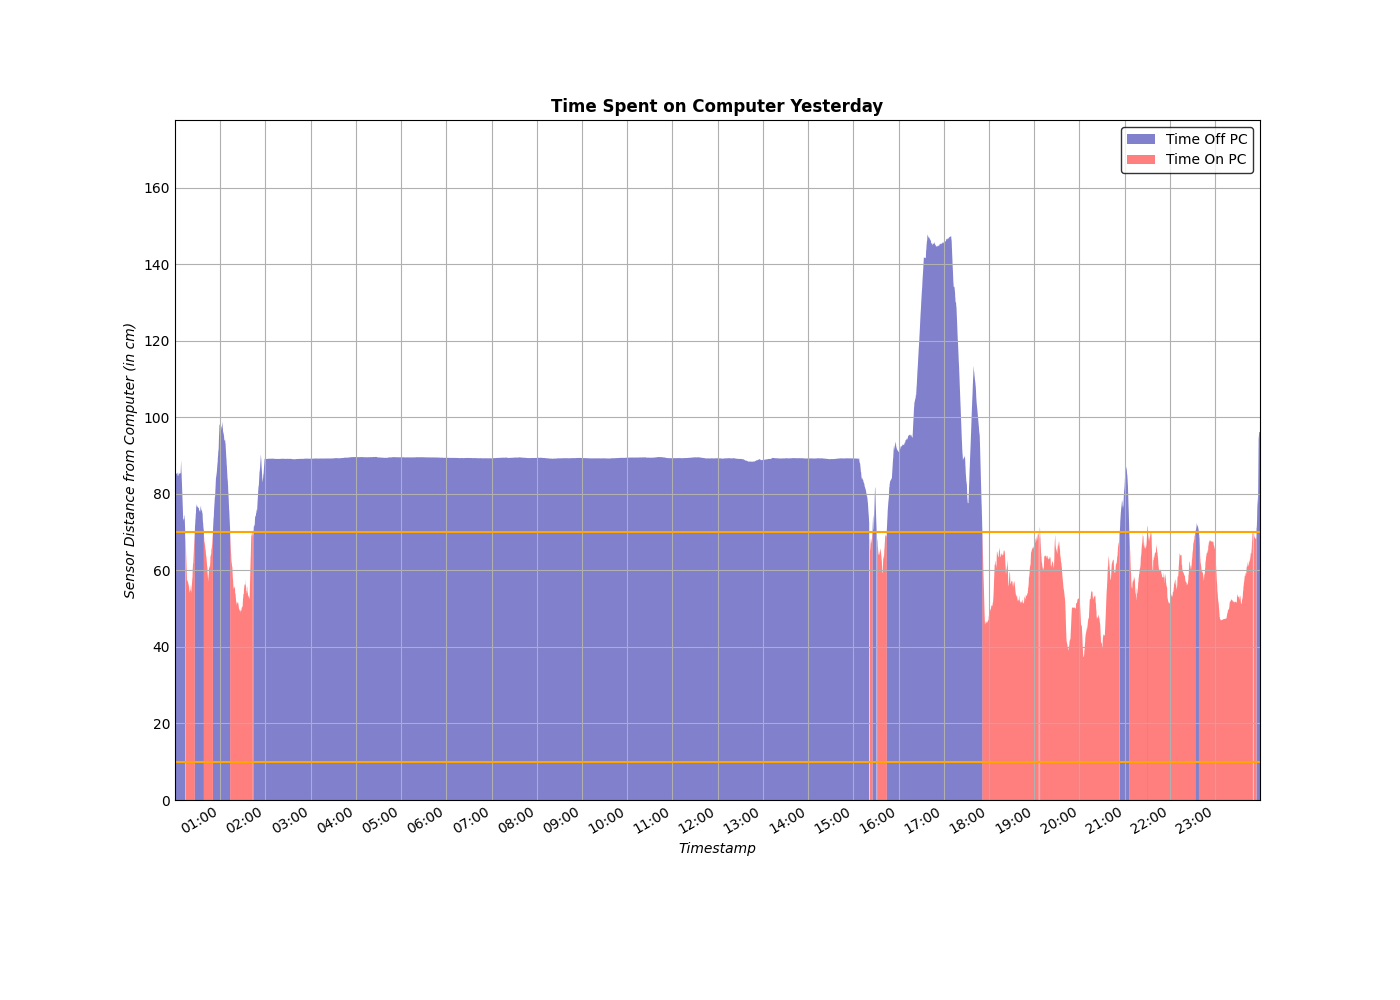 Time Spent on Computer Yesterday
Time Off PC
Time On PC
Sensor Distance from Computer (in cm)
160
140
120
100
80
60
40
20
0
01:00 02:00 03:00 04:00 05:00 06:00 07:00 08:00 09:00 10:00 11:00 12:00 13:00 14:00 15:00 16:00 17:00 18:00 19:00 20:00 21:00 22:00 23:00
Timestamp